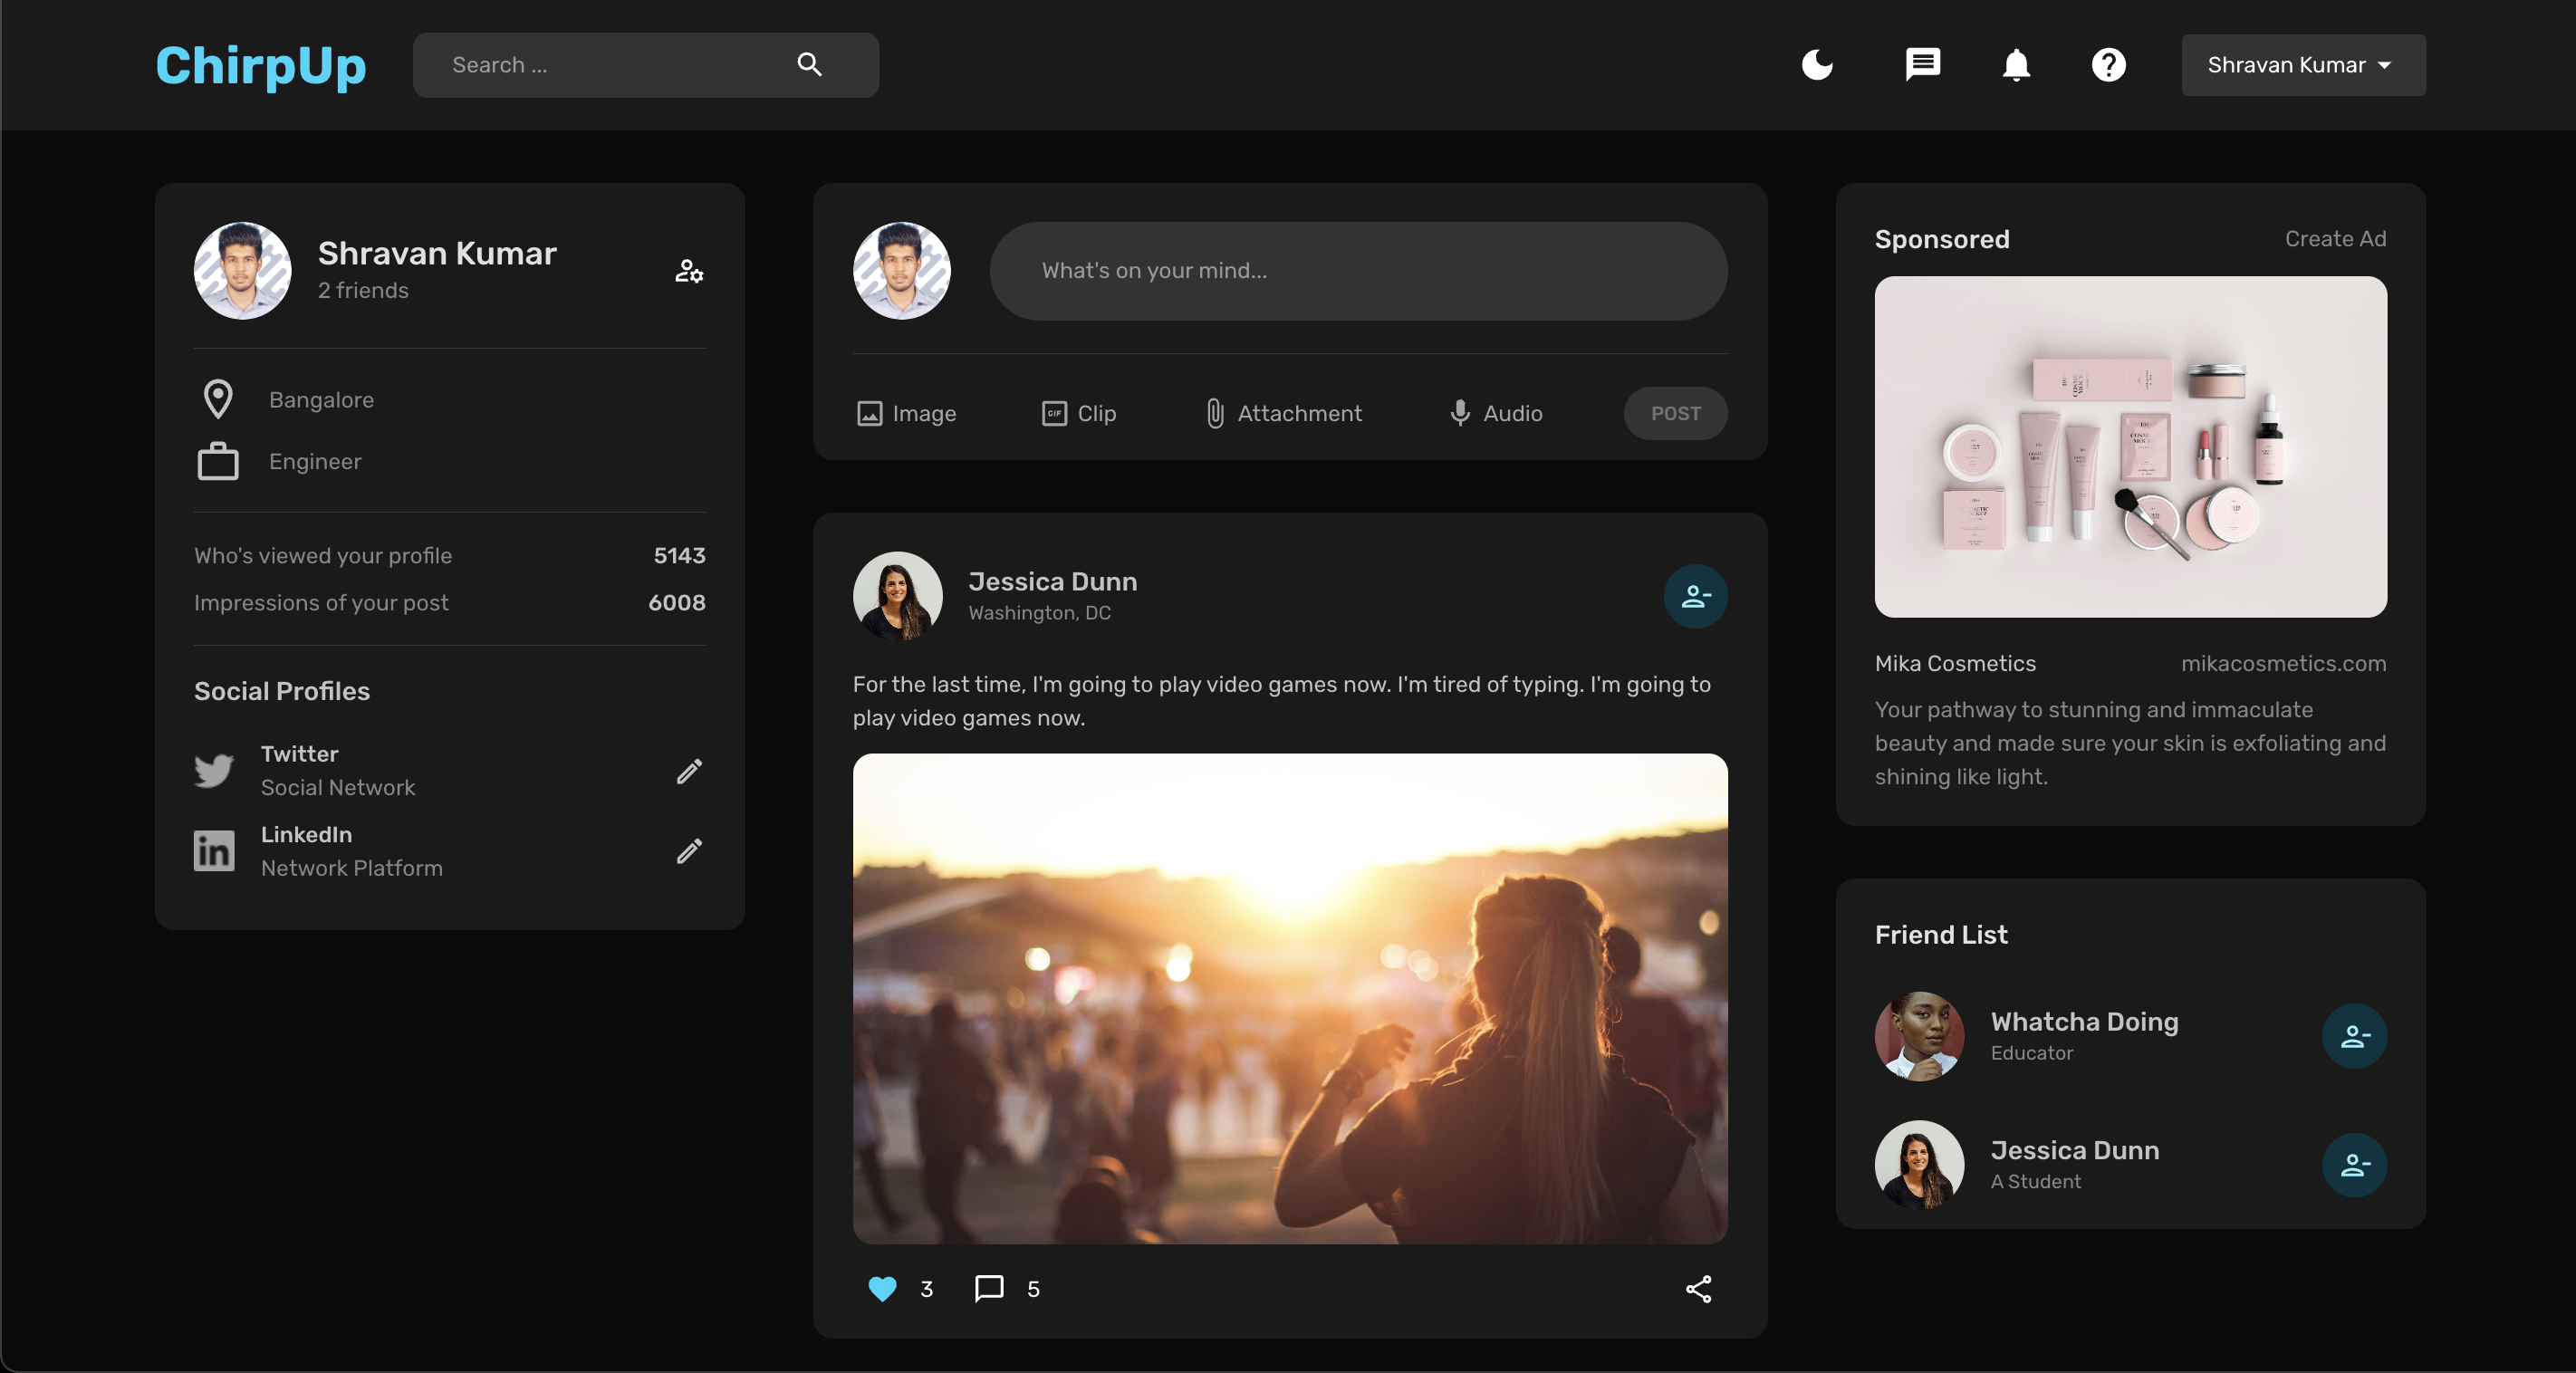 ChirpUp
Search ...
Shravan Kumar
Shravan Kumar
2 friends
Bangalore
Engineer
Who's viewed your profile 5143
Impressions of your post 6008
Social Profiles
Twitter
Social Network
LinkedIn
Network Platform
What's on your mind...
Image
GIF Clip
Attachment
Audio
POST
Jessica Dunn
Washington, DC
For the last time, I'm going to play video games now. I'm tired of typing. I'm going to
play video games now.
3
5
Sponsored
Create Ad
Mika Cosmetics
mikacosmetics.com
Your pathway to stunning and immaculate
beauty and made sure your skin is exfoliating and
shining like light.
Friend List
Whatcha Doing
Educator
Jessica Dunn
A Student